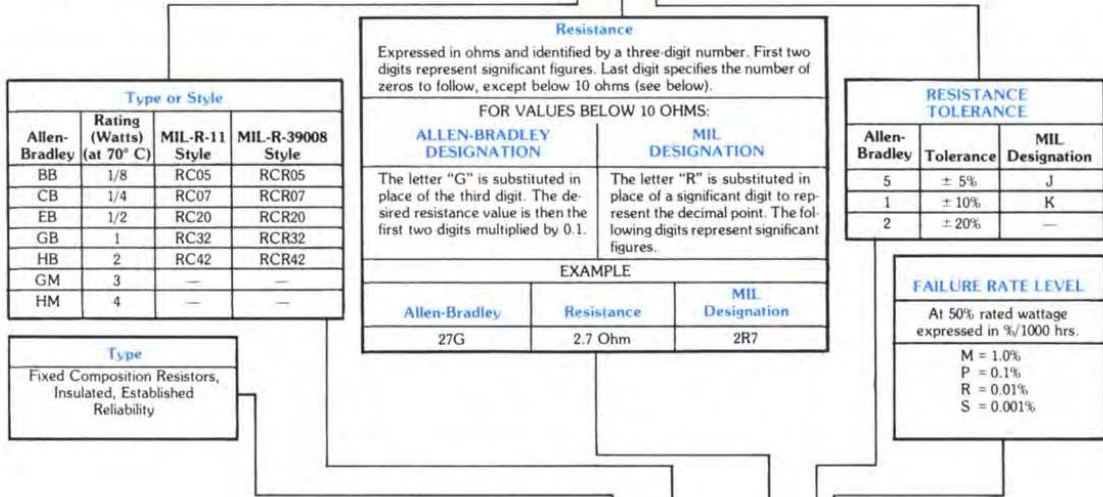 Type or Style
Allen-Bradley Rating (Watts) (at 70° C) MIL-R-11 Style MIL-R-39008 Style
BB 1/8 RC05 RCR05
CB 1/4 RC07 RCR07
EB 1/2 RC20 RCR20
GB 1 RC32 RCR32
HB 2 RC42 RCR42
GM 3 — —
HM 4 — —
Type
Fixed Composition Resistors,
Insulated, Established
Reliability
Resistance
Expressed in ohms and identified by a three-digit number. First two
digits represent significant figures. Last digit specifies the number of
zeros to follow, except below 10 ohms (see below).
FOR VALUES BELOW 10 OHMS:
ALLEN-BRADLEY
DESIGNATION
The letter "G" is substituted in
place of the third digit. The de-
sired resistance value is then the
first two digits multiplied by 0.1.
MIL
DESIGNATION
The letter "R" is substituted in
place of a significant digit to rep-
resent the decimal point. The fol-
lowing digits represent significant
figures.
EXAMPLE
Allen-Bradley Resistance MIL Designation
27G 2.7 Ohm 2R7
RESISTANCE
TOLERANCE
Allen-Bradley Tolerance MIL Designation
5 ± 5% J
1 ±10% K
2 ±20% —
FAILURE RATE LEVEL
At 50% rated wattage
expressed in %/1000 hrs.
M = 1.0%
P = 0.1%
R = 0.01%
S = 0.001%